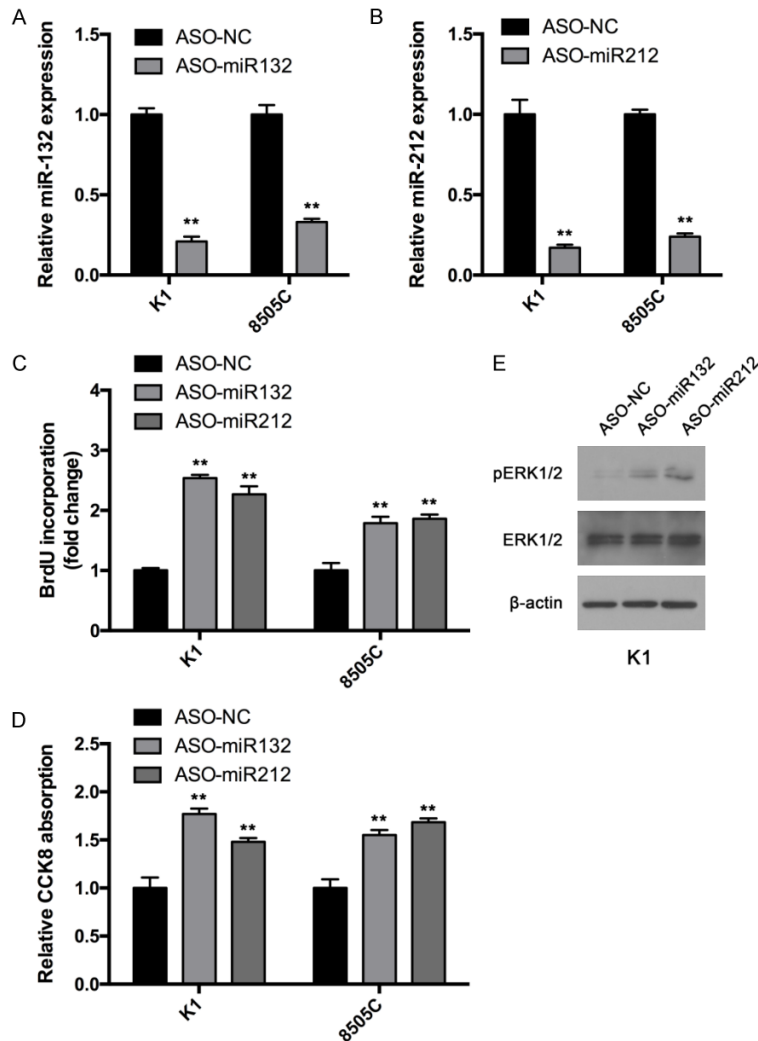 A
ASO-NC
ASO-miR132
Relative miR-132 expression
1.5
1.0
0.5
0.0
**
**
K1
8505C
B
ASO-NC
ASO-miR212
Relative miR-212 expression
1.5
1.0
0.5
0.0
**
**
K1
8505C
C
ASO-NC
ASO-miR132
ASO-miR212
BrdU incorporation
(fold change)
4
3
2
1
0
**
**
**
**
K1
8505C
E
ASO-NC
ASO-miR132
ASO-miR212
pERK1/2
ERK1/2
β-actin
K1
D
ASO-NC
ASO-miR132
ASO-miR212
Relative CCK8 absorption
2.5
2.0
1.5
1.0
0.5
0.0
**
**
**
**
K1
8505C